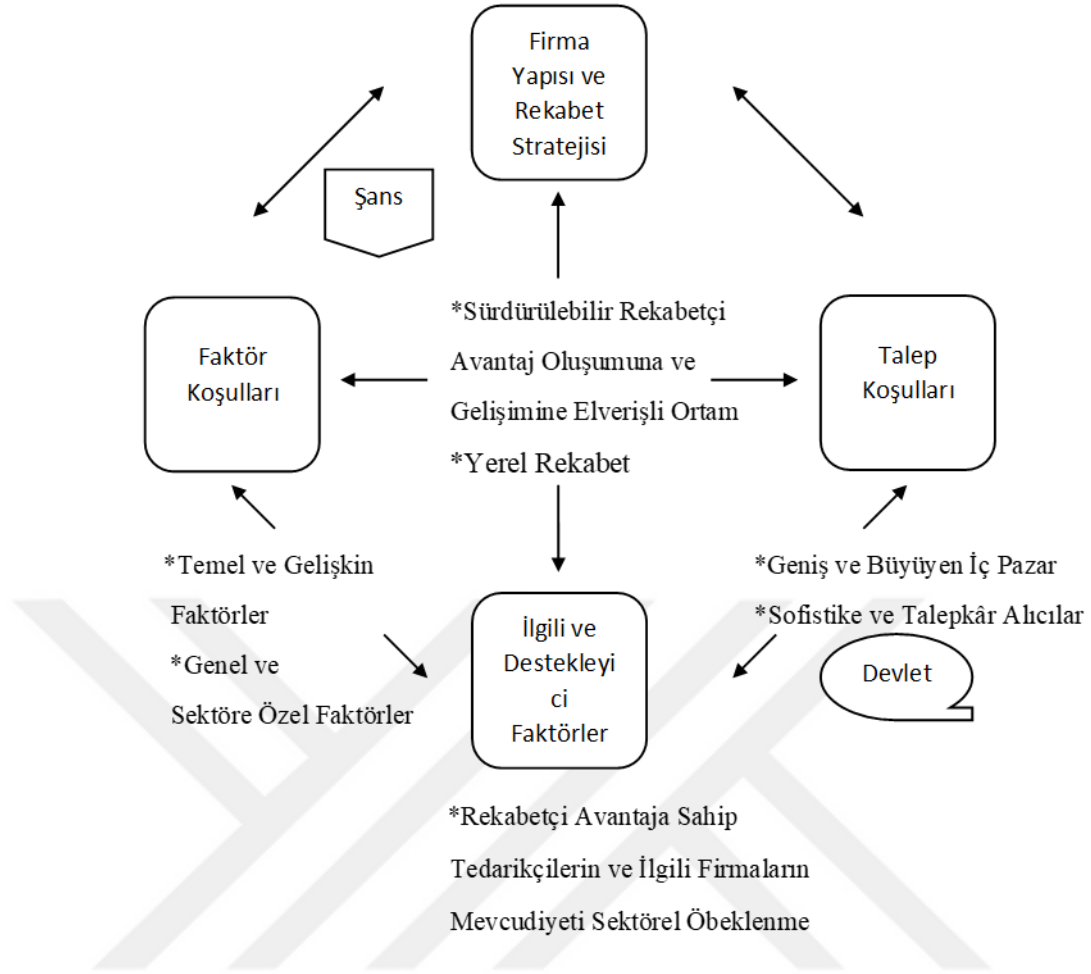 Firma
Yapısı ve
Rekabet
Stratejisi
Şans
*Sürdürülebilir Rekabetçi
Avantaj Oluşumuna ve
Gelişimine Elverişli Ortam
*Yerel Rekabet
Faktör
Koşulları
Talep
Koşulları
*Temel ve Gelişkin
Faktörler
*Genel ve
Sektöre Özel Faktörler
İlgili ve
Destekleyi
ci
Faktörler
*Geniş ve Büyüyen İç Pazar
*Sofistike ve Talepkâr Alıcılar
Devlet
*Rekabetçi Avantaja Sahip
Tedarikçilerin ve İlgili Firmaların
Mevcudiyeti Sektörel Öbeklenme